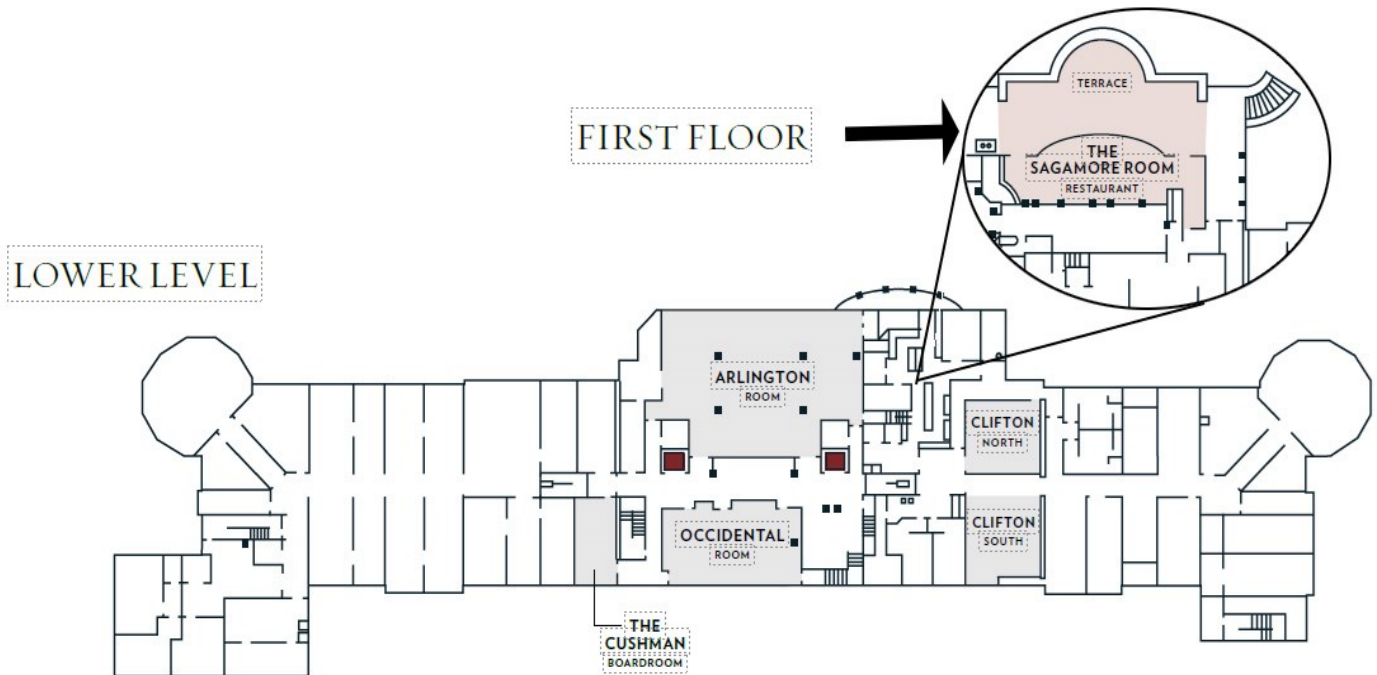 TERRACE
FIRST FLOOR
THE
SAGAMORE ROOM
RESTAURANT
LOWER LEVEL
ARLINGTON
ROOM
CLIFTON
NORTH
OCCIDENTAL
ROOM
CLIFTON
SOUTH
THE
CUSHMAN
BOARDROOM